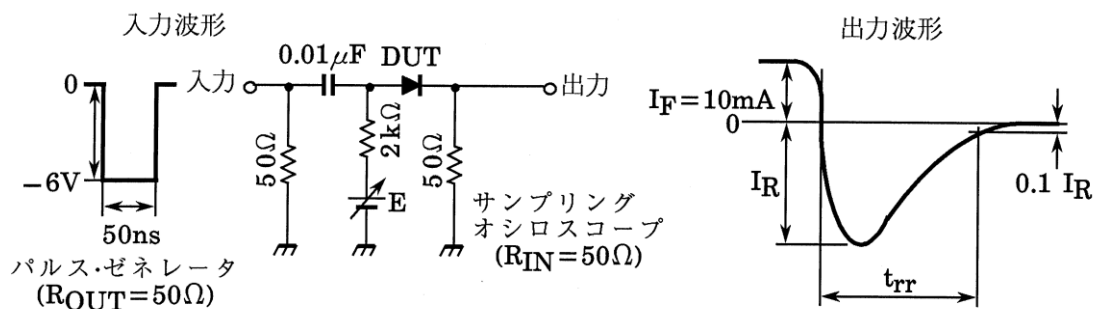 入力波形
0
−6V
50ns
パルス・ゼネレータ
(ROUT=50Ω)
入力
0.01μF
DUT
出力
50Ω
2kΩ
E
50Ω
サンプリング
オシロスコープ
(RIN=50Ω)
出力波形
IF=10mA
0
IR
0.1 IR
trr